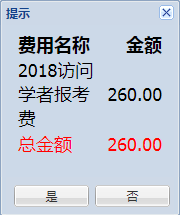 提示
费用名称 金额
2018访问
学者报考 260.00
费
总金额 260.00
是 否